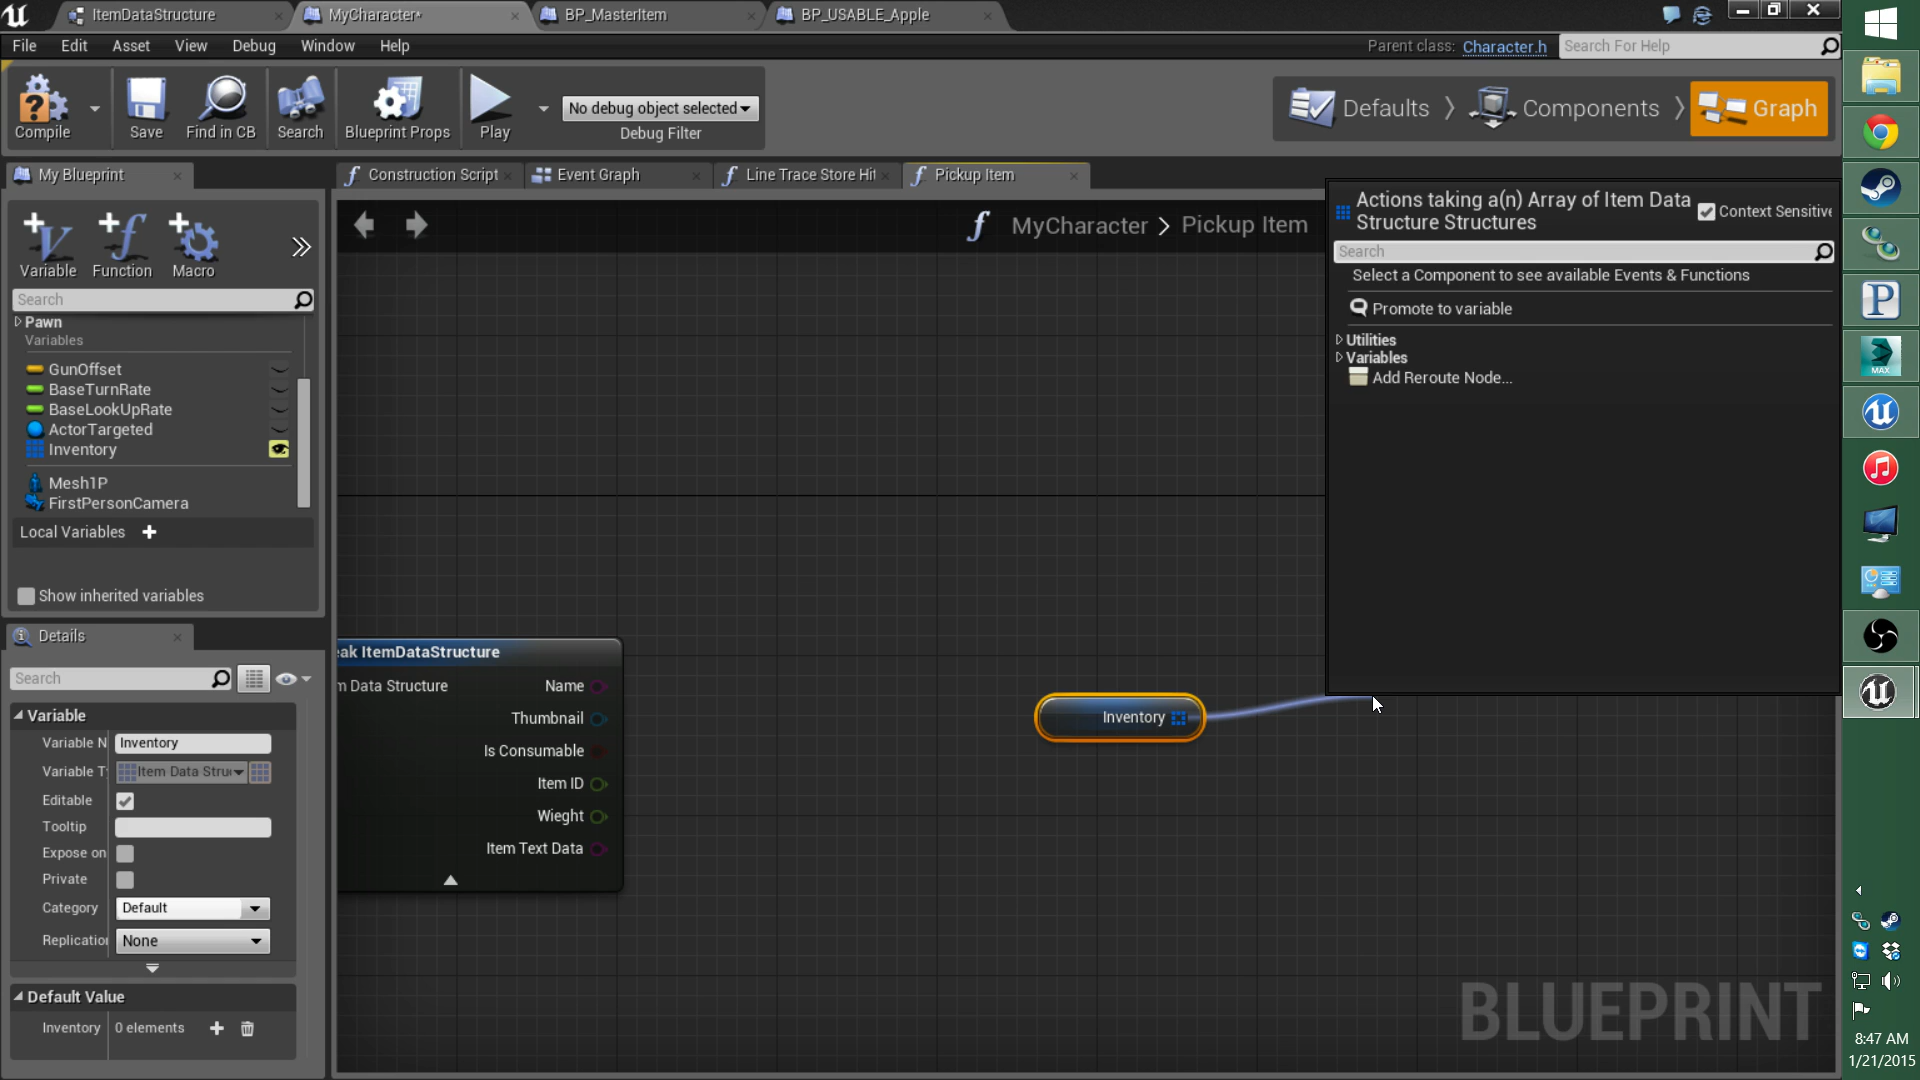 ItemDataStructure
MyCharacter*
BP_MasterItem
BP_USABLE_Apple
File Edit Asset View Debug Window Help
Parent class: Character.h
Search For Help
Compile
Save
Find in CB
Search
Blueprint Props
Play
No debug object selected
Debug Filter
Defaults
Components
Graph
My Blueprint
Construction Script
Event Graph
Line Trace Store Hit
Pickup Item
Variable
Function
Macro
Search
Pawn
Variables
GunOffset
BaseTurnRate
BaseLookUpRate
ActorTargeted
Inventory
Mesh1P
FirstPersonCamera
Local Variables
Show inherited variables
MyCharacter > Pickup Item
Actions taking a(n) Array of Item Data
Structure Structures
Context Sensitive
Search
Select a Component to see available Events & Functions
Promote to variable
Utilities
Variables
Add Reroute Node...
eak ItemDataStructure
m Data Structure
Name
Thumbnail
Is Consumable
Item ID
Wieght
Item Text Data
Inventory
Details
Search
Variable
Variable N Inventory
Variable T Item Data Stru
Editable
Tooltip
Expose on
Private
Category Default
Replication None
Default Value
Inventory 0 elements
BLUEPRINT
MAX
8:47 AM
1/21/2015